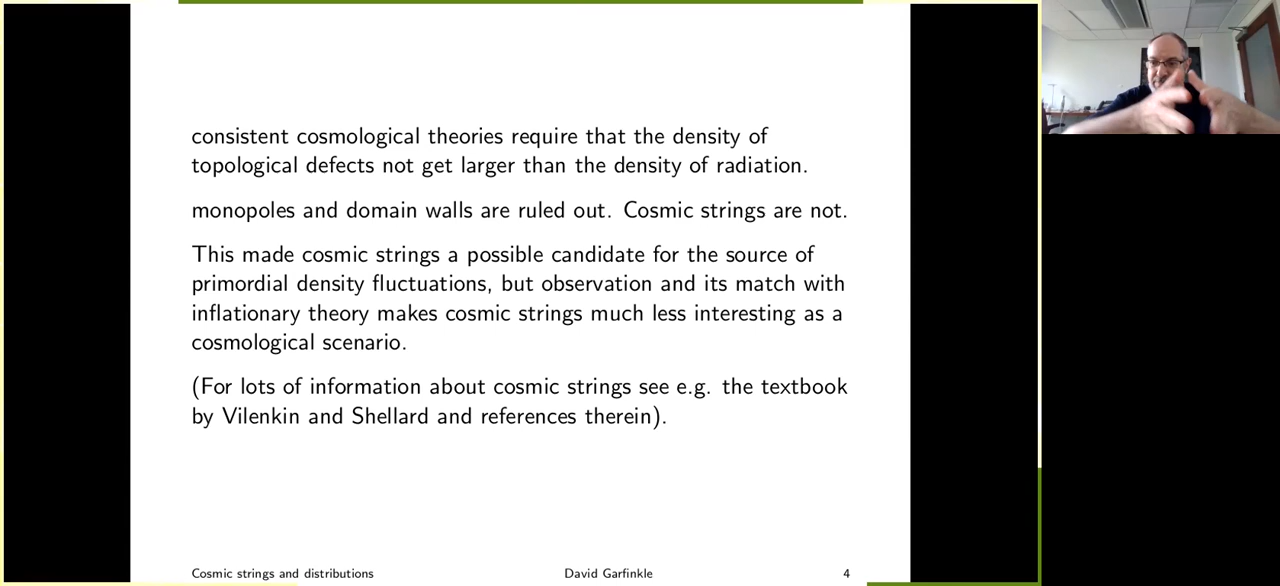 consistent cosmological theories require that the density of
topological defects not get larger than the density of radiation.
monopoles and domain walls are ruled out. Cosmic strings are not.
This made cosmic strings a possible candidate for the source of
primordial density fluctuations, but observation and its match with
inflationary theory makes cosmic strings much less interesting as a
cosmological scenario.
(For lots of information about cosmic strings see e.g. the textbook
by Vilenkin and Shellard and references therein).
Cosmic strings and distributions David Garfinkle 4